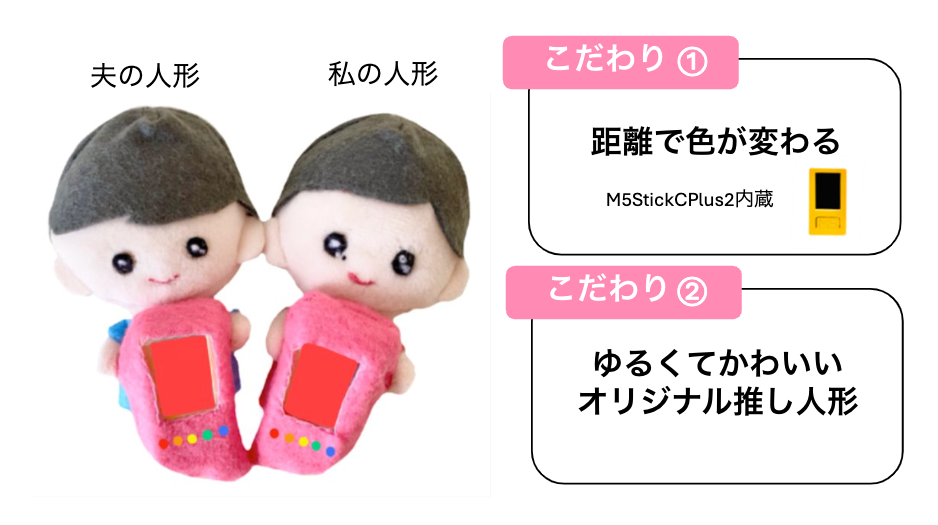 夫の人形
私の人形
こだわり ①
距離で色が変わる
M5StickCPlus2内蔵
こだわり ②
ゆるくてかわいい
オリジナル推し人形